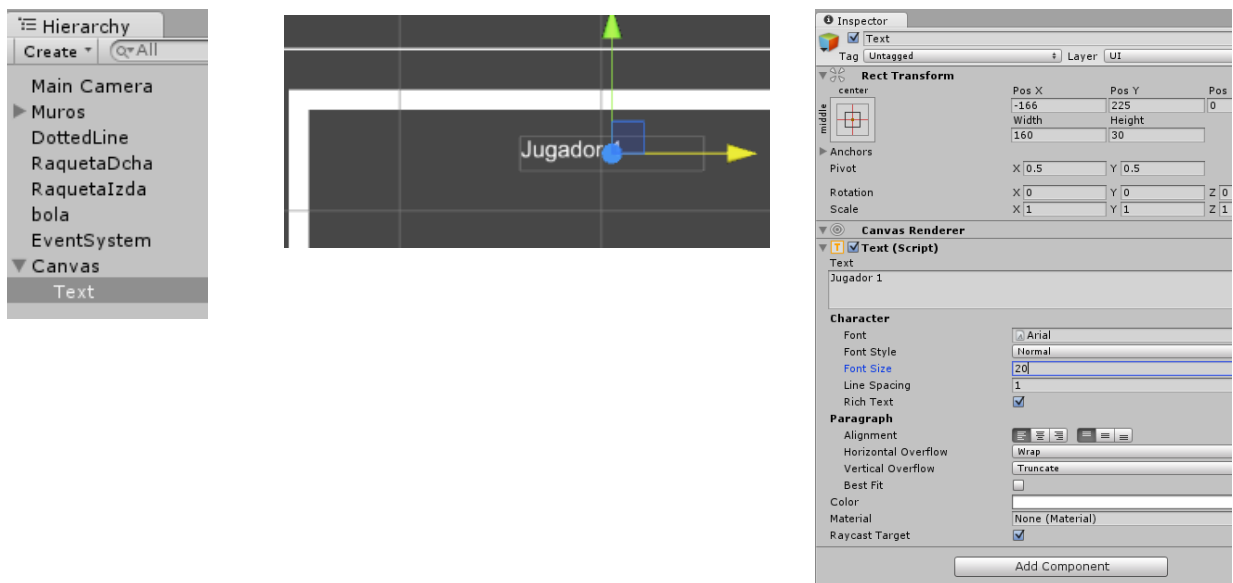 Hierarchy
Create All
Main Camera
Muros
DottedLine
RaquetaDcha
RaquetaIzda
bola
EventSystem
Canvas
Text
Jugador 1
Inspector
Text
Tag Untagged Layer UI
Rect Transform
center
middle
Pos X Pos Y Pos
-166 225 0
Width Height
160 30
Anchors
Pivot X 0.5 Y 0.5
Rotation X 0 Y 0 Z 0
Scale X 1 Y 1 Z 1
Canvas Renderer
Text (Script)
Text
Jugador 1
Character
Font Arial
Font Style Normal
Font Size 20
Line Spacing 1
Rich Text
Paragraph
Alignment
Horizontal Overflow Wrap
Vertical Overflow Truncate
Best Fit
Color
Material None (Material)
Raycast Target
Add Component